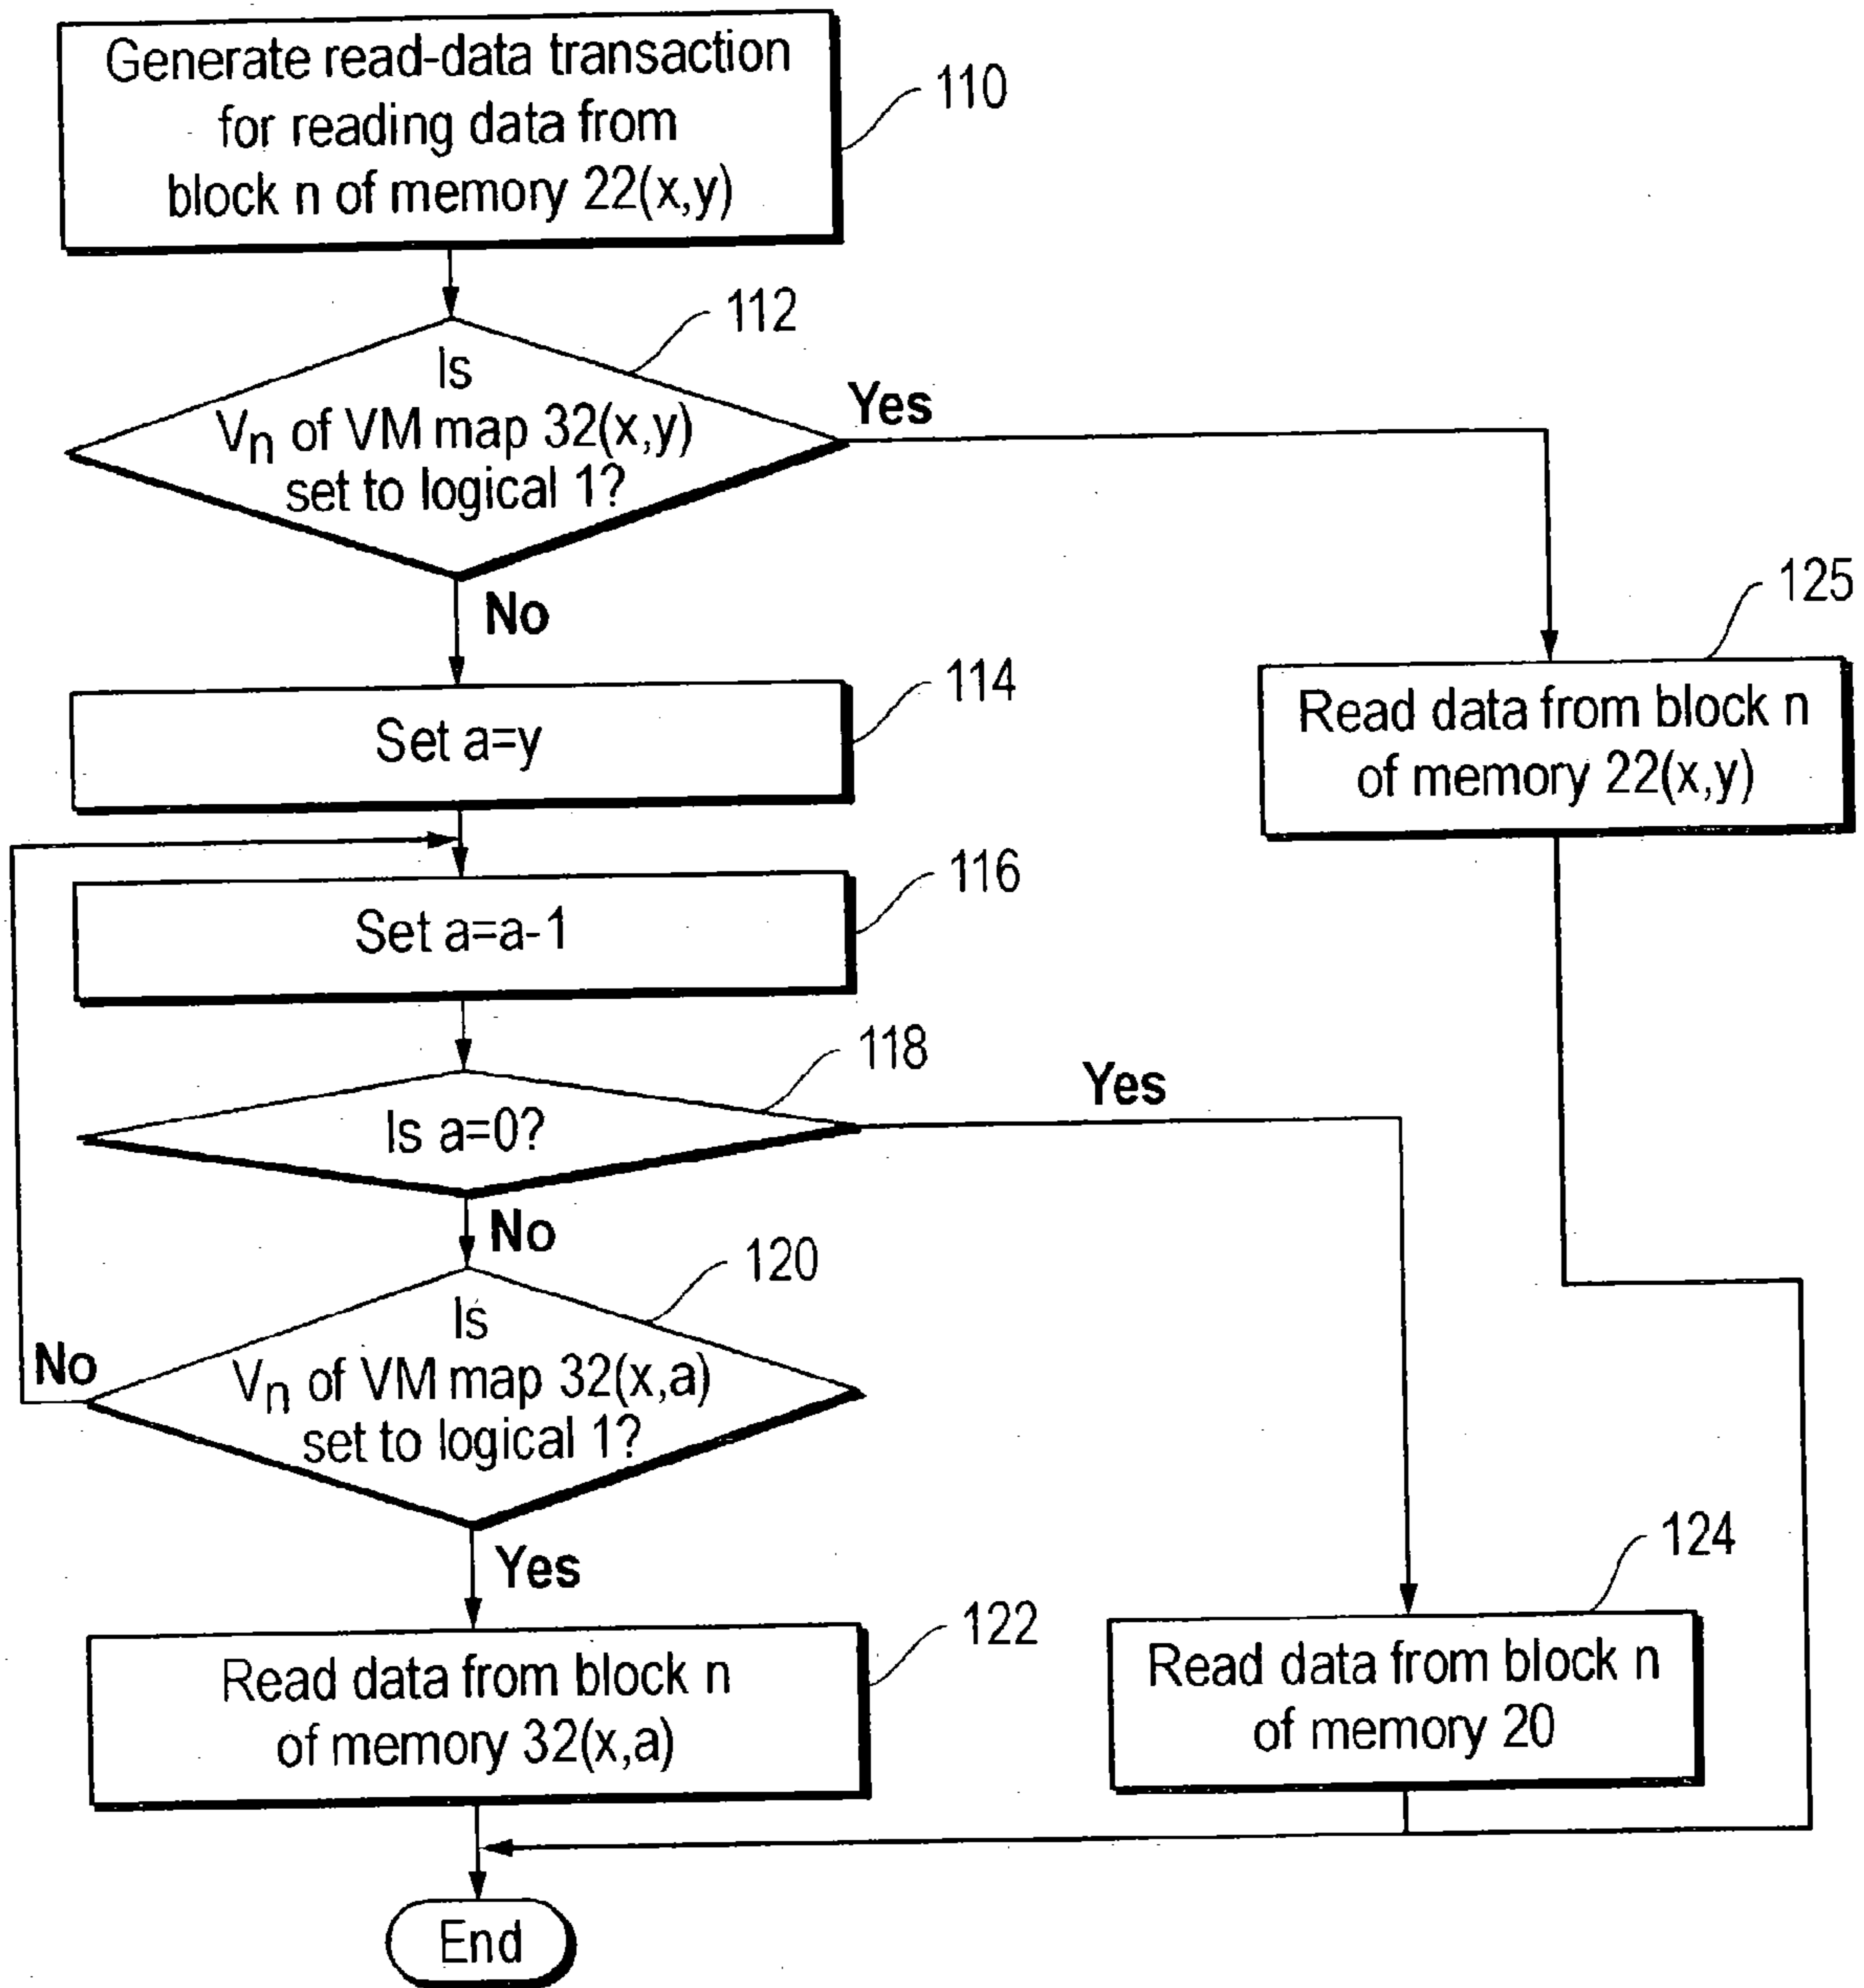 Generate read-data transaction
for reading data from
block n of memory 22(x,y)
110
112
Is
Vn of VM map 32(x,y)
set to logical 1?
Yes
No
125
Read data from block n
of memory 22(x,y)
114
Set a=y
116
Set a=a-1
118
Is a=0?
Yes
No
120
Is
Vn of VM map 32(x,a)
set to logical 1?
No
Yes
122
Read data from block n
of memory 32(x,a)
124
Read data from block n
of memory 20
End